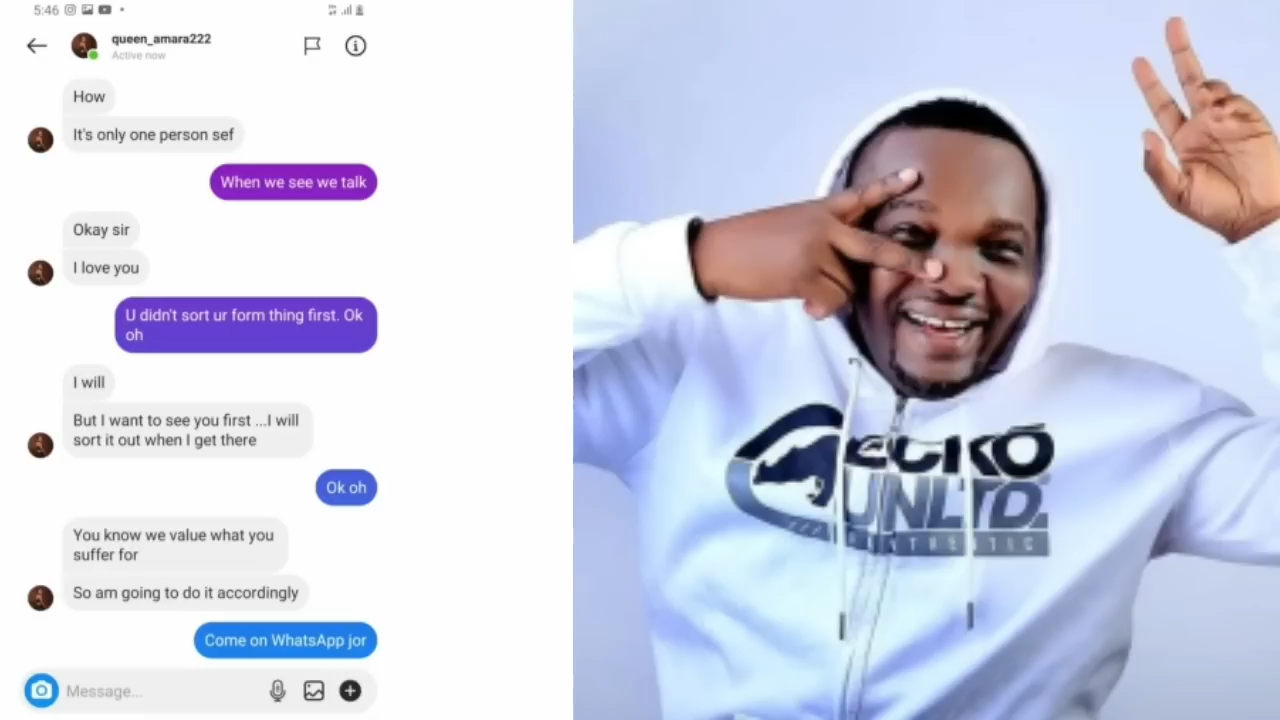 5:46
queen_amara222
Active now
How
It's only one person sef
When we see we talk
Okay sir
I love you
U didn't sort ur form thing first. Ok
oh
I will
But I want to see you first ...I will
sort it out when I get there
Ok oh
You know we value what you
suffer for
So am going to do it accordingly
Come on WhatsApp jor
Message...
ECKŌ
UNLTD.
AUTHENTIC